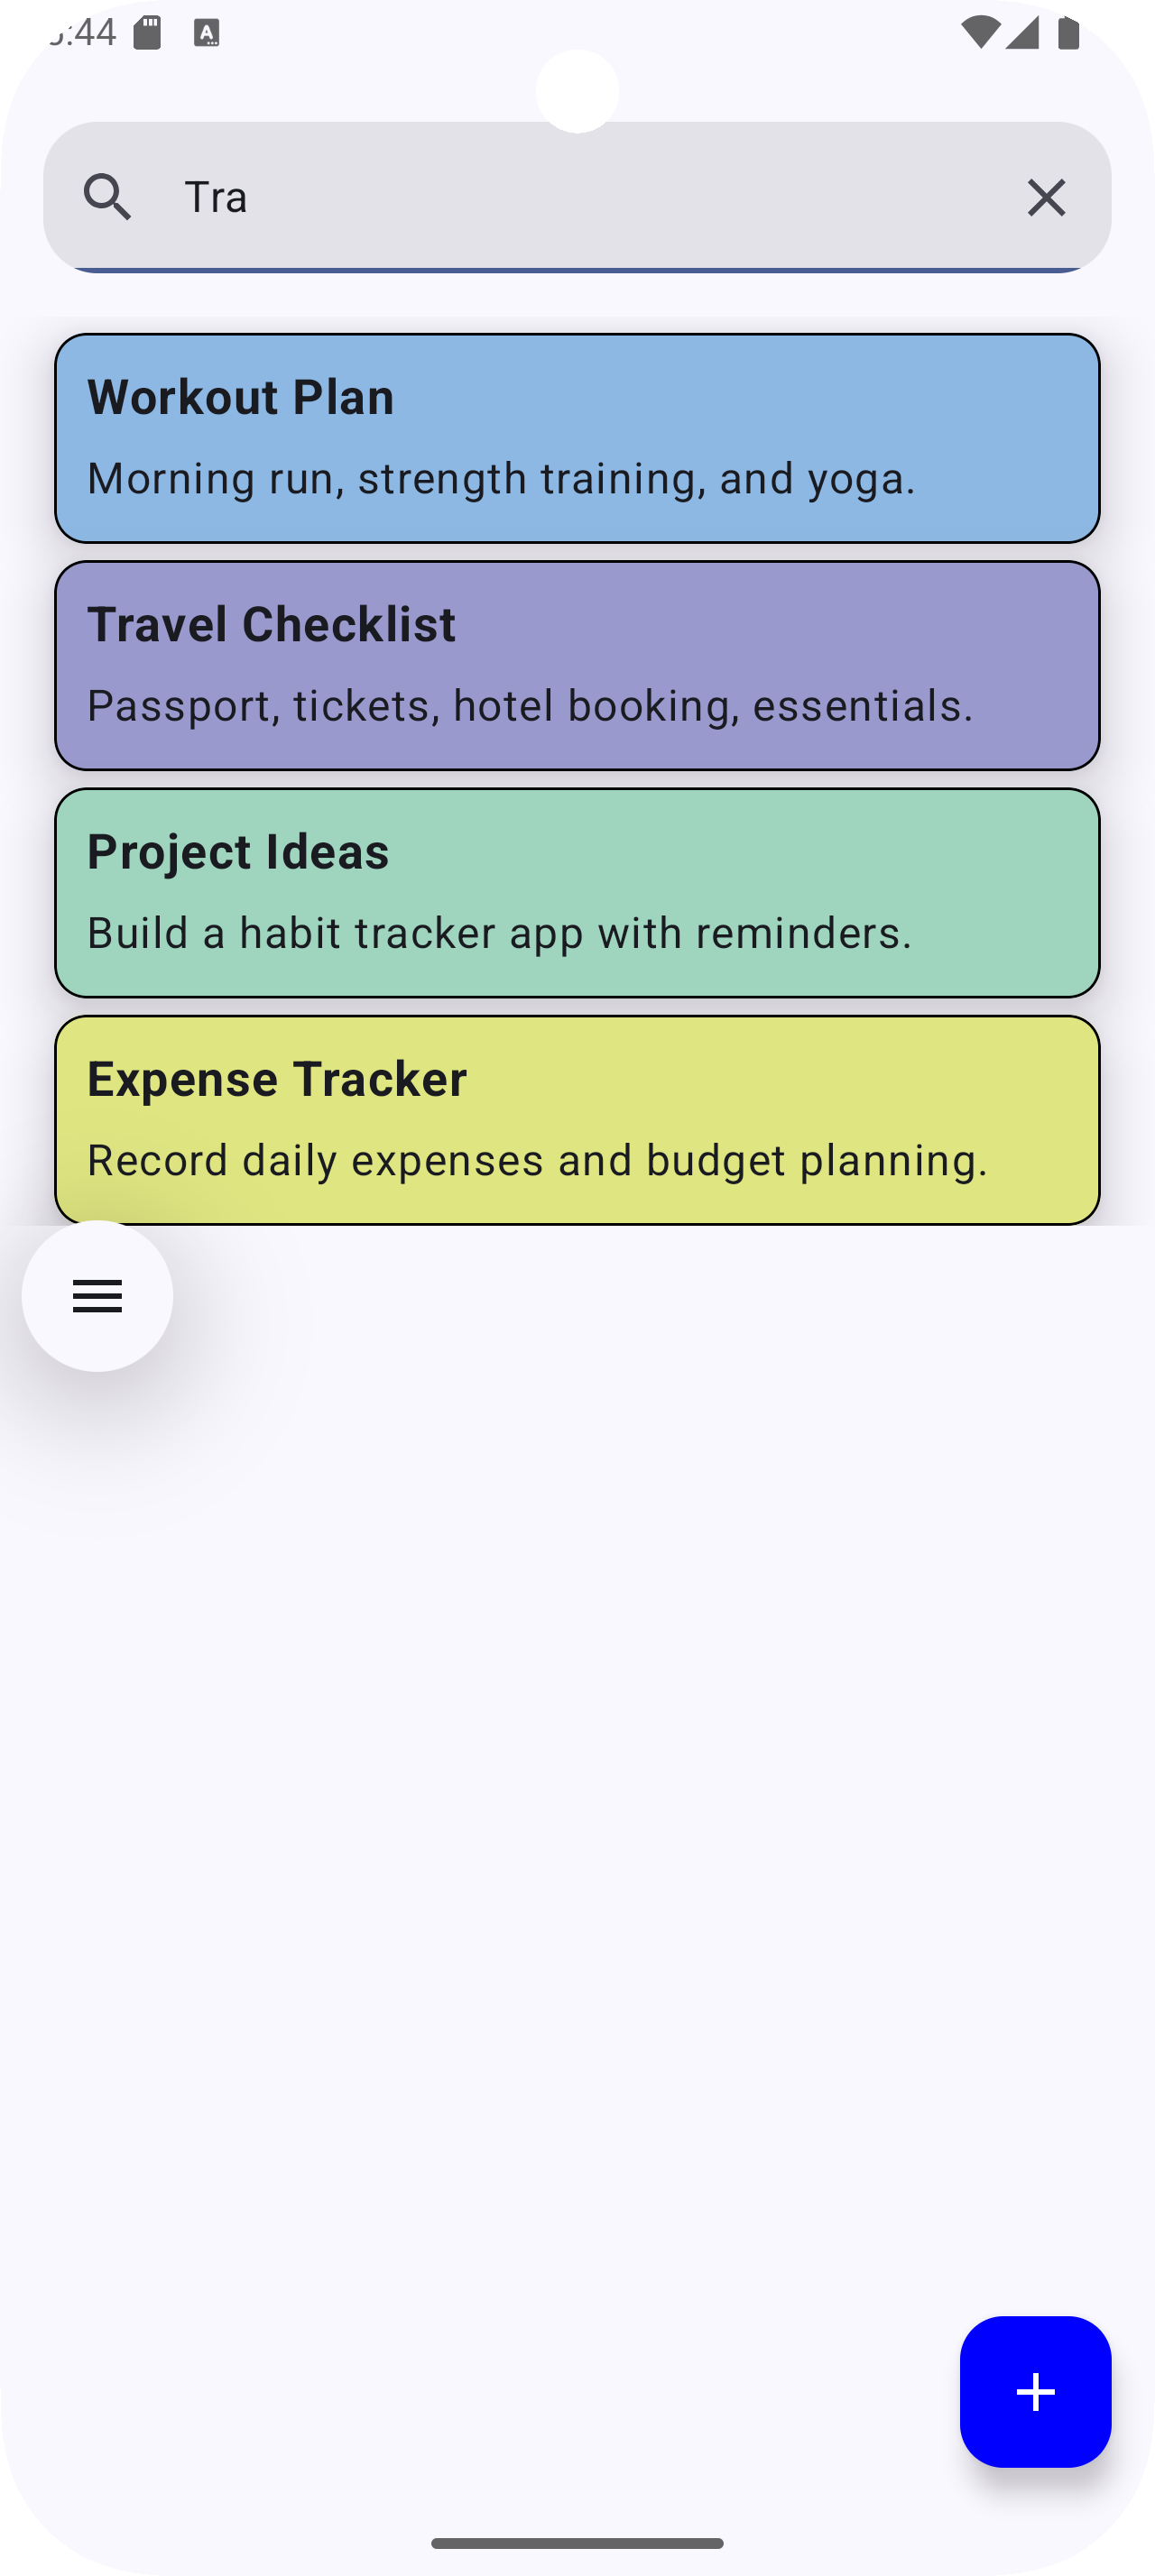 :44
Tra
Workout Plan
Morning run, strength training, and yoga.
Travel Checklist
Passport, tickets, hotel booking, essentials.
Project Ideas
Build a habit tracker app with reminders.
Expense Tracker
Record daily expenses and budget planning.